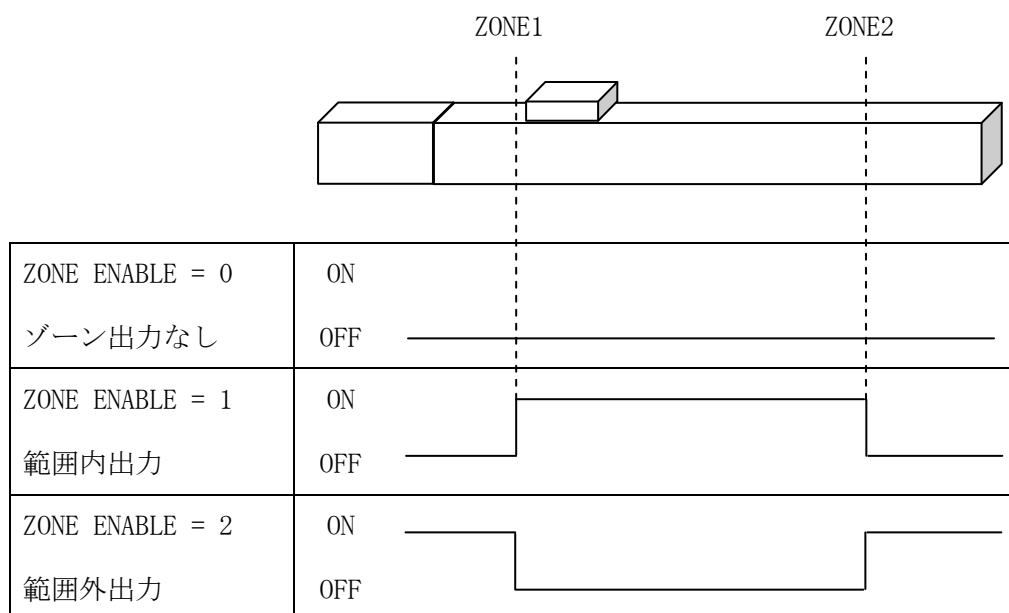 ZONE1 ZONE2
ZONE ENABLE = 0 ON
ゾーン出力なし OFF
ZONE ENABLE = 1 ON
範囲内出力 OFF
ZONE ENABLE = 2 ON
範囲外出力 OFF